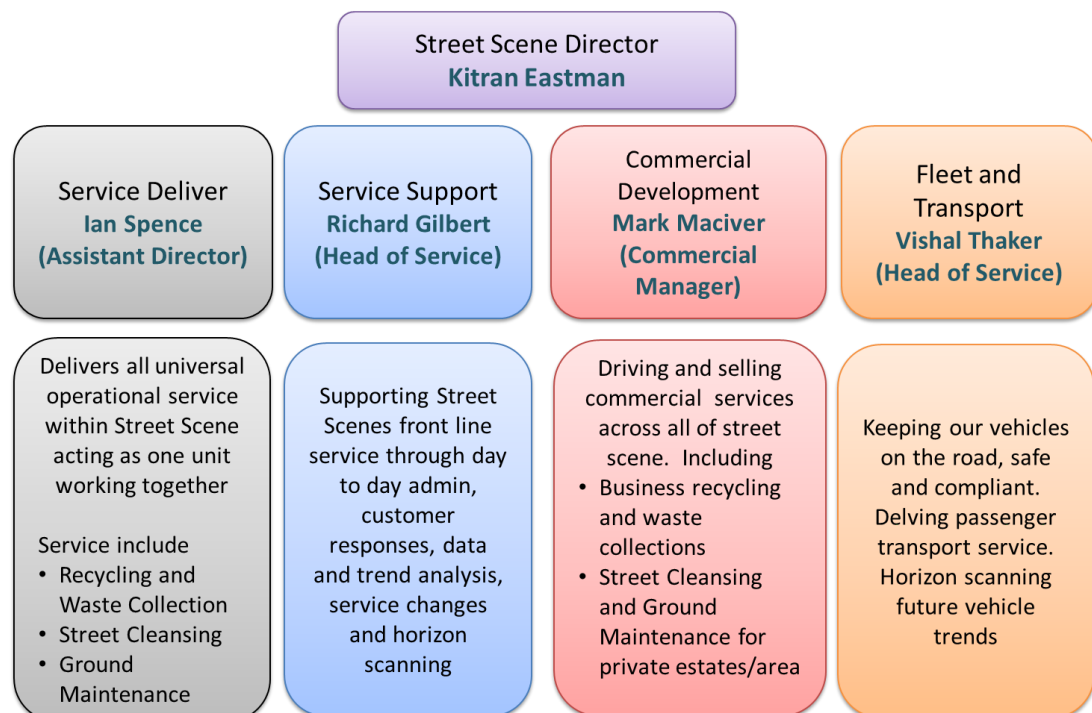 Street Scene Director
Kitran Eastman
Service Deliver
Ian Spence
(Assistant Director)
Service Support
Richard Gilbert
(Head of Service)
Commercial
Development
Mark Maciver
(Commercial
Manager)
Fleet and
Transport
Vishal Thaker
(Head of Service)
Delivers all universal
operational service
within Street Scene
acting as one unit
working together
Service include
• Recycling and
Waste Collection
• Street Cleansing
• Ground
Maintenance
Supporting Street
Scenes front line
service through day
to day admin,
customer
responses, data
and trend analysis,
service changes
and horizon
scanning
Driving and selling
commercial services
across all of street
scene.  Including
• Business recycling
and waste
collections
• Street Cleansing
and Ground
Maintenance for
private estates/area
Keeping our vehicles
on the road, safe
and compliant.
Delving passenger
transport service.
Horizon scanning
future vehicle
trends